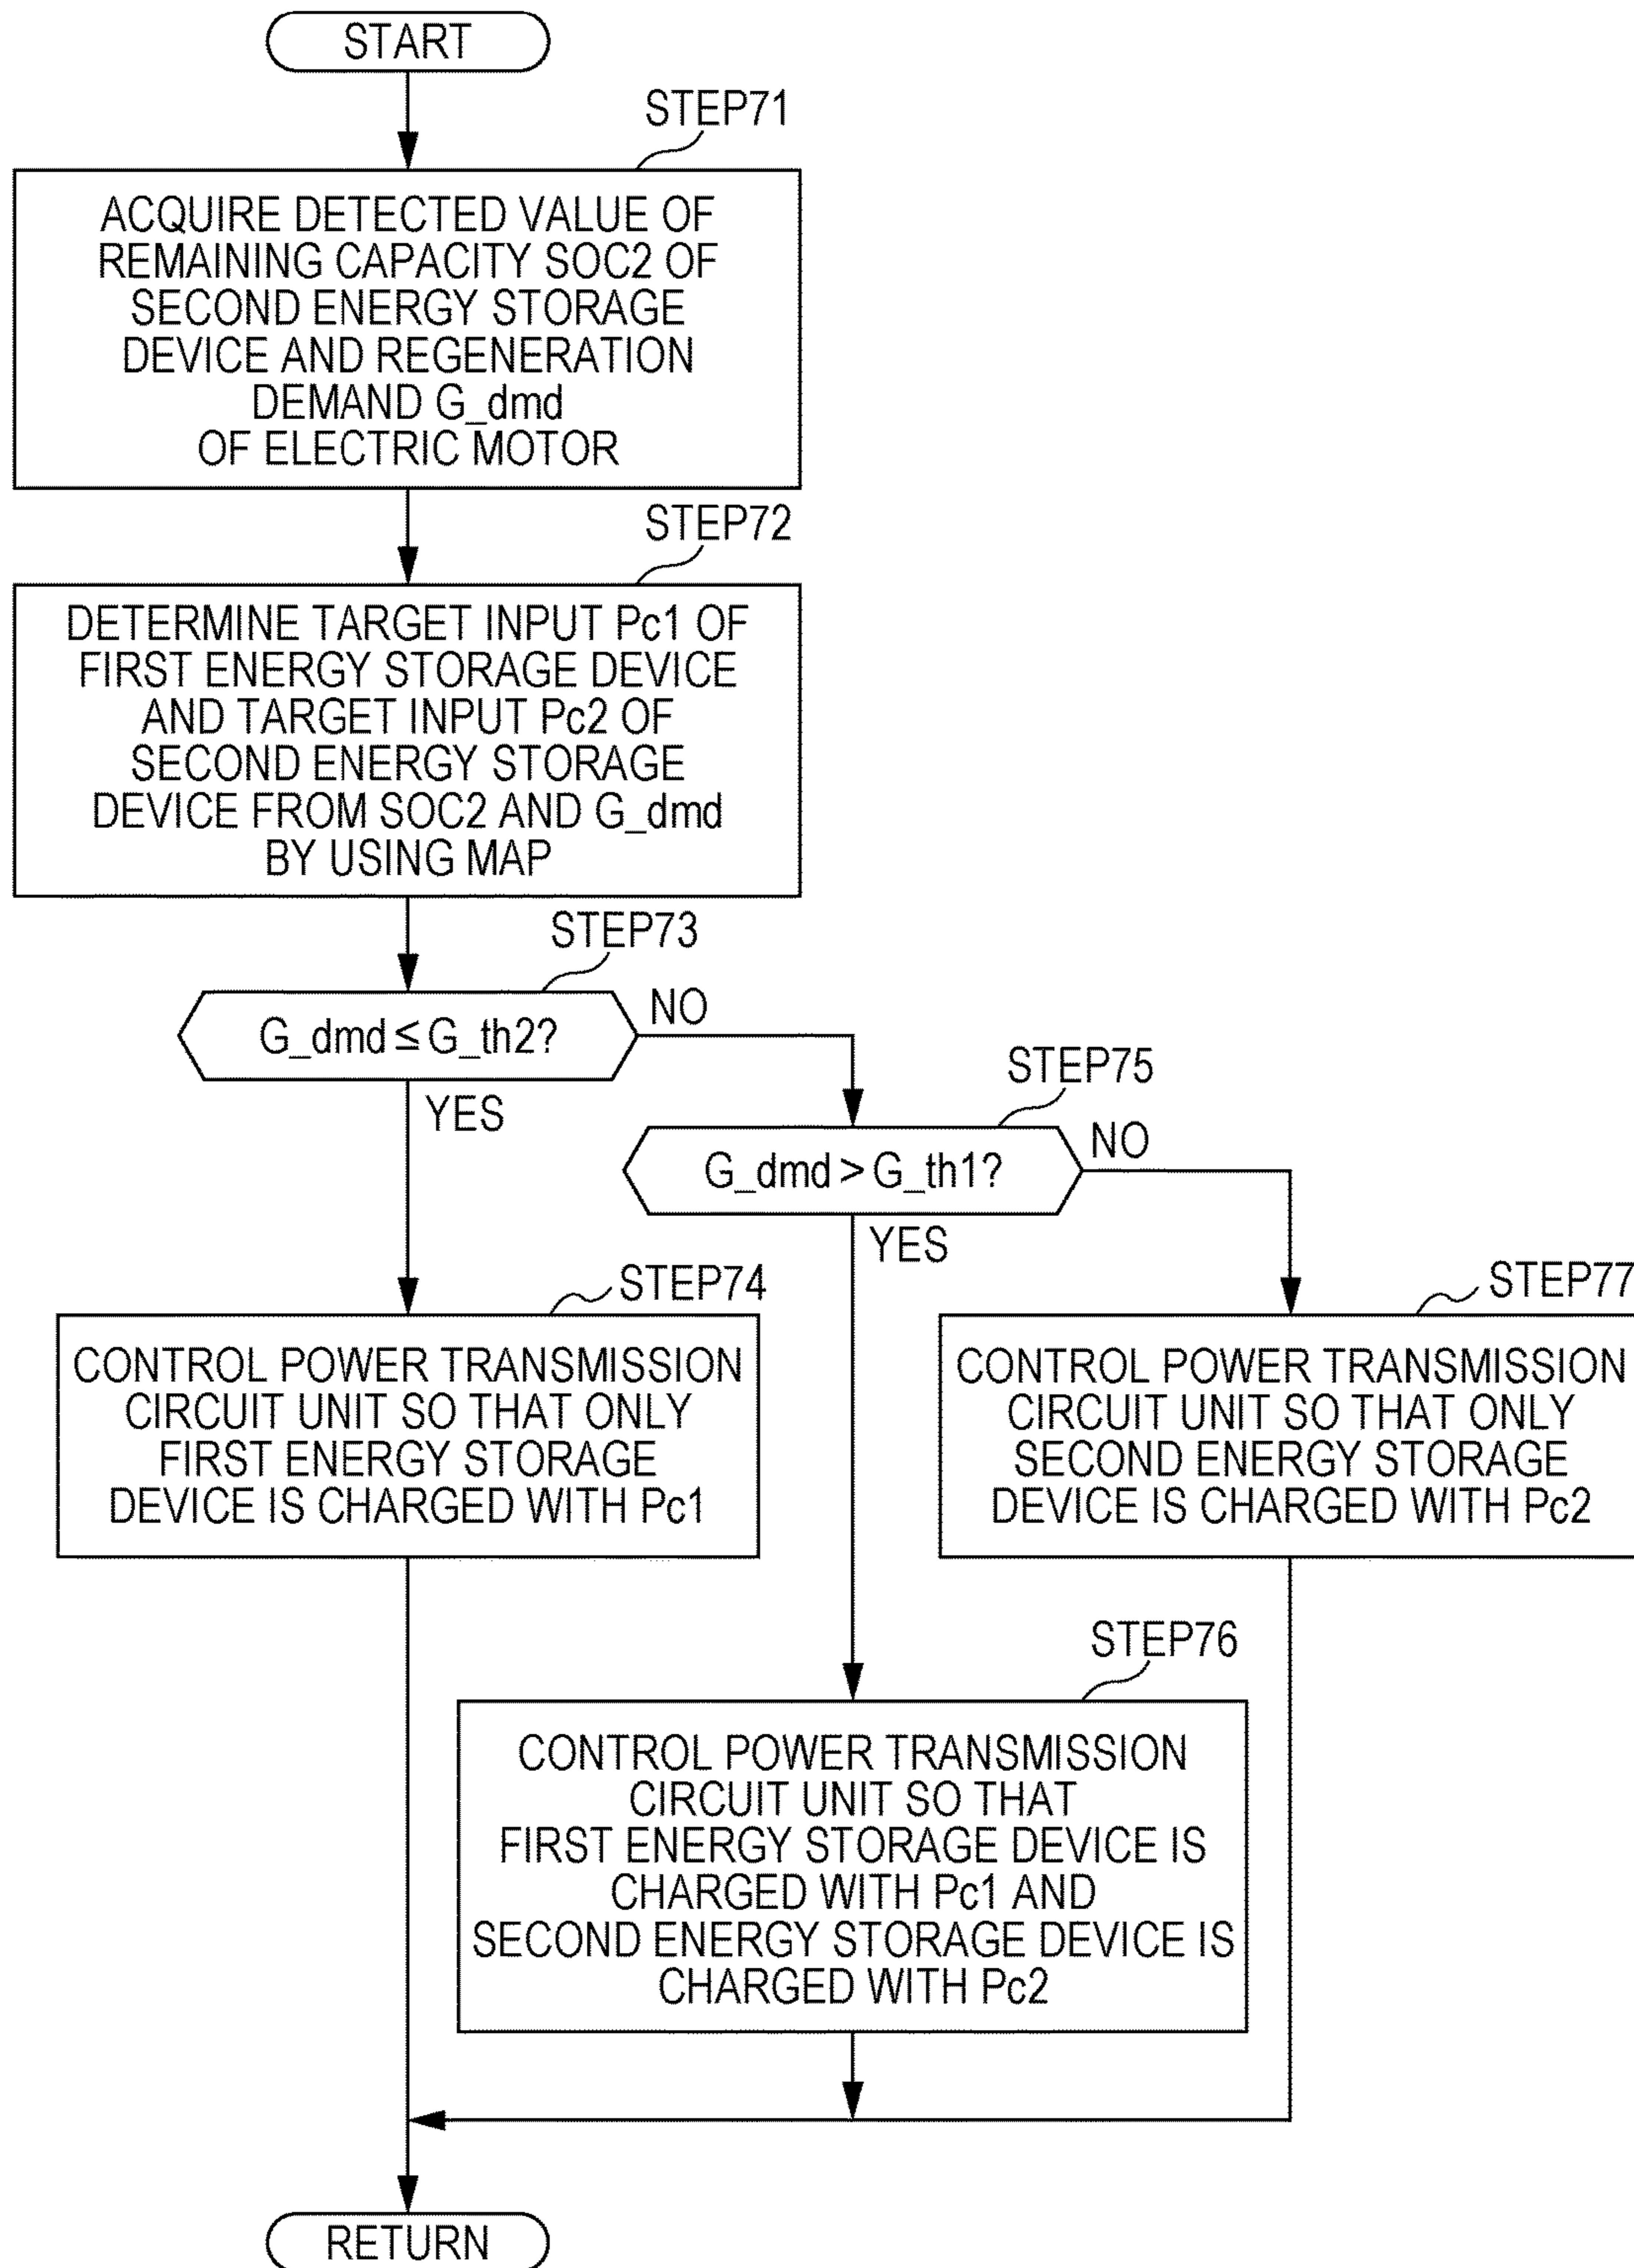 START
STEP71
ACQUIRE DETECTED VALUE OF
REMAINING CAPACITY SOC2 OF
SECOND ENERGY STORAGE
DEVICE AND REGENERATION
DEMAND G_dmd
OF ELECTRIC MOTOR
STEP72
DETERMINE TARGET INPUT Pc1 OF
FIRST ENERGY STORAGE DEVICE
AND TARGET INPUT Pc2 OF
SECOND ENERGY STORAGE
DEVICE FROM SOC2 AND G_dmd
BY USING MAP
STEP73
G_dmd ≤ G_th2?
NO
YES
STEP75
G_dmd > G_th1?
NO
YES
STEP74
CONTROL POWER TRANSMISSION
CIRCUIT UNIT SO THAT ONLY
FIRST ENERGY STORAGE
DEVICE IS CHARGED WITH Pc1
STEP77
CONTROL POWER TRANSMISSION
CIRCUIT UNIT SO THAT ONLY
SECOND ENERGY STORAGE
DEVICE IS CHARGED WITH Pc2
STEP76
CONTROL POWER TRANSMISSION
CIRCUIT UNIT SO THAT
FIRST ENERGY STORAGE DEVICE IS
CHARGED WITH Pc1 AND
SECOND ENERGY STORAGE DEVICE IS
CHARGED WITH Pc2
RETURN